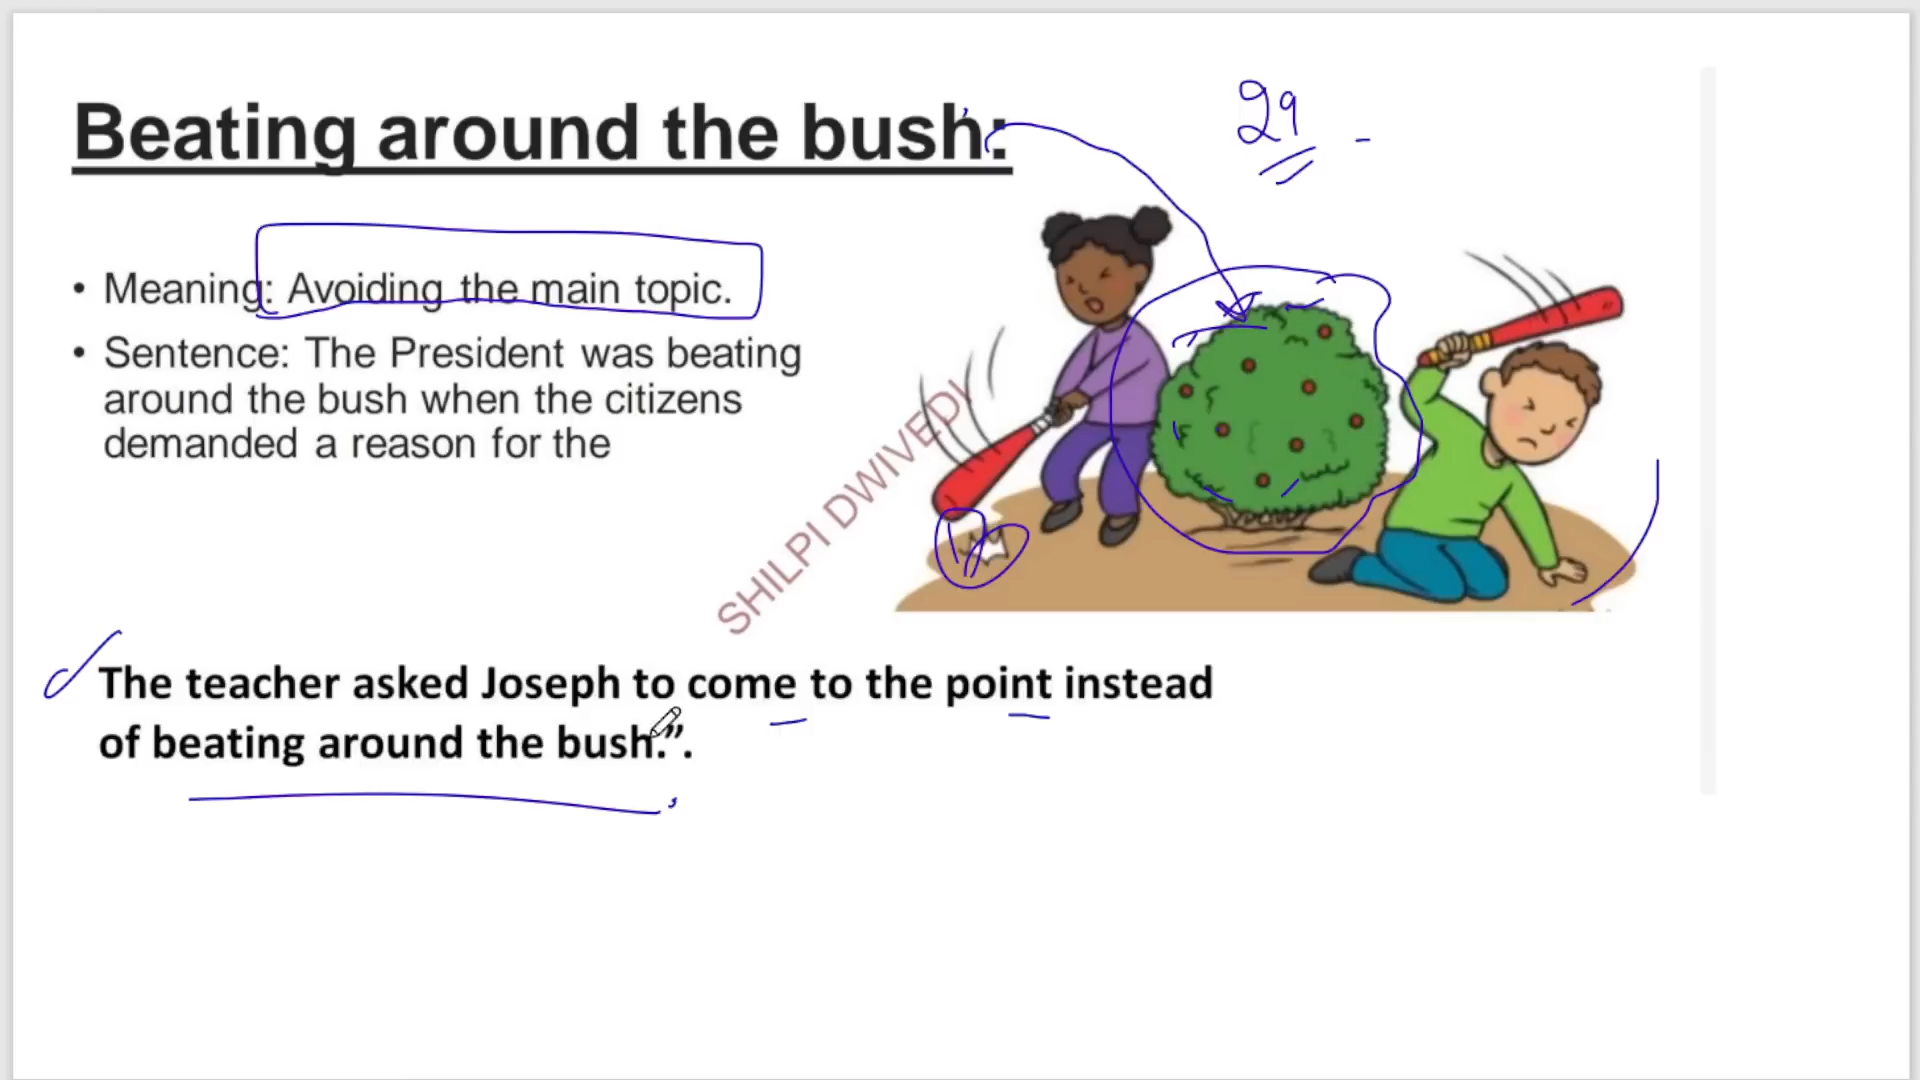 Beating around the bush:
29
• Meaning: Avoiding the main topic.
• Sentence: The President was beating
around the bush when the citizens
demanded a reason for the
SHILPI DWIVEDI
The teacher asked Joseph to come to the point instead
of beating around the bush.”.